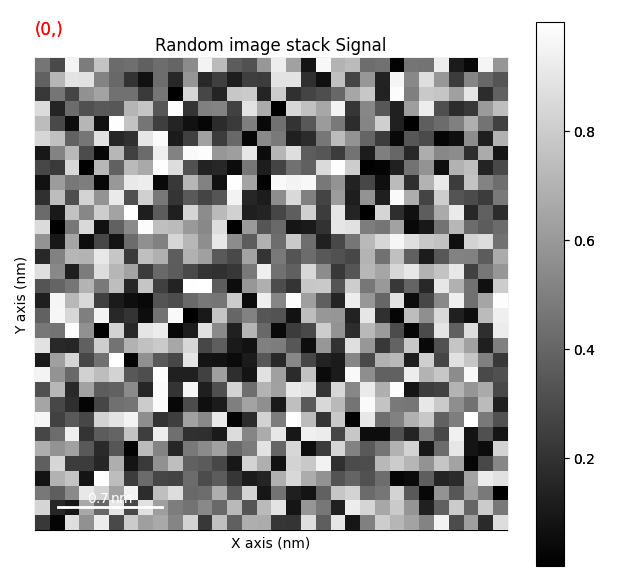 (0,)
Random image stack Signal
Y axis (nm)
0.7 nm
X axis (nm)
0.8
0.6
0.4
0.2